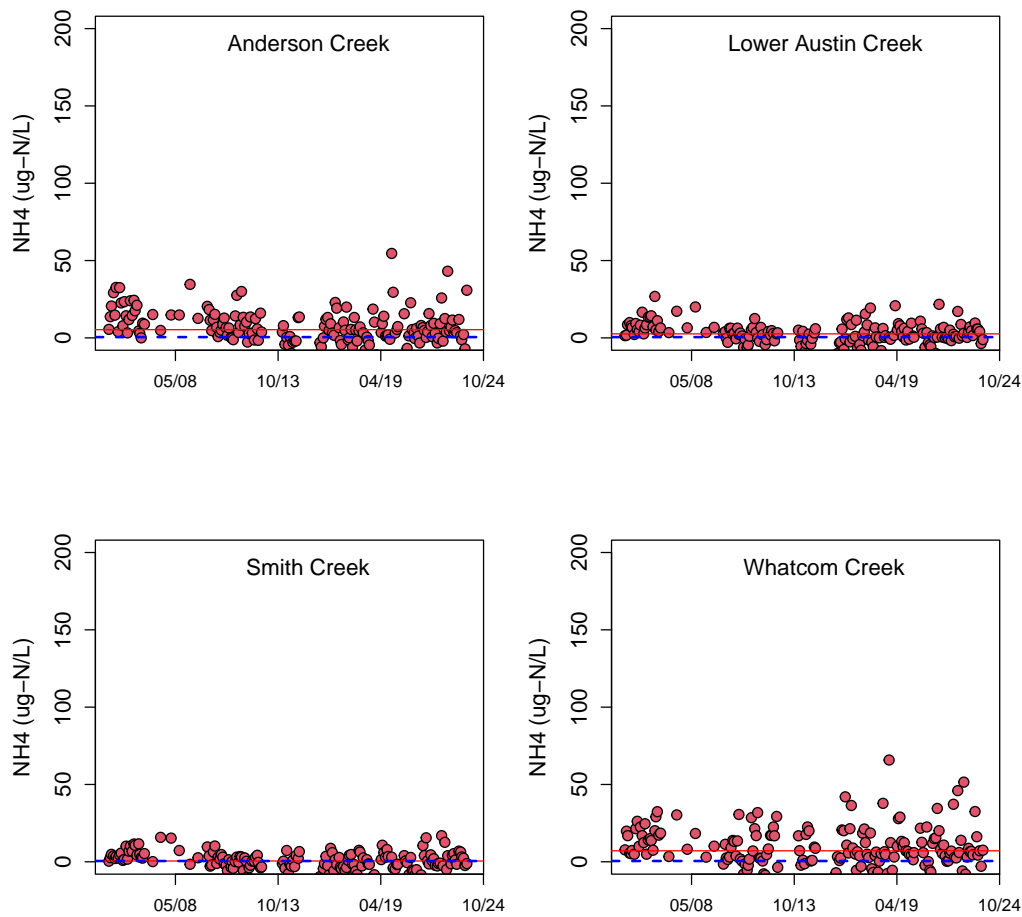 Anderson Creek
NH4 (ug−N/L)
200
150
100
50
0
05/08 10/13 04/19 10/24
Lower Austin Creek
NH4 (ug−N/L)
200
150
100
50
0
05/08 10/13 04/19 10/24
Smith Creek
NH4 (ug−N/L)
200
150
100
50
0
05/08 10/13 04/19 10/24
Whatcom Creek
NH4 (ug−N/L)
200
150
100
50
0
05/08 10/13 04/19 10/24